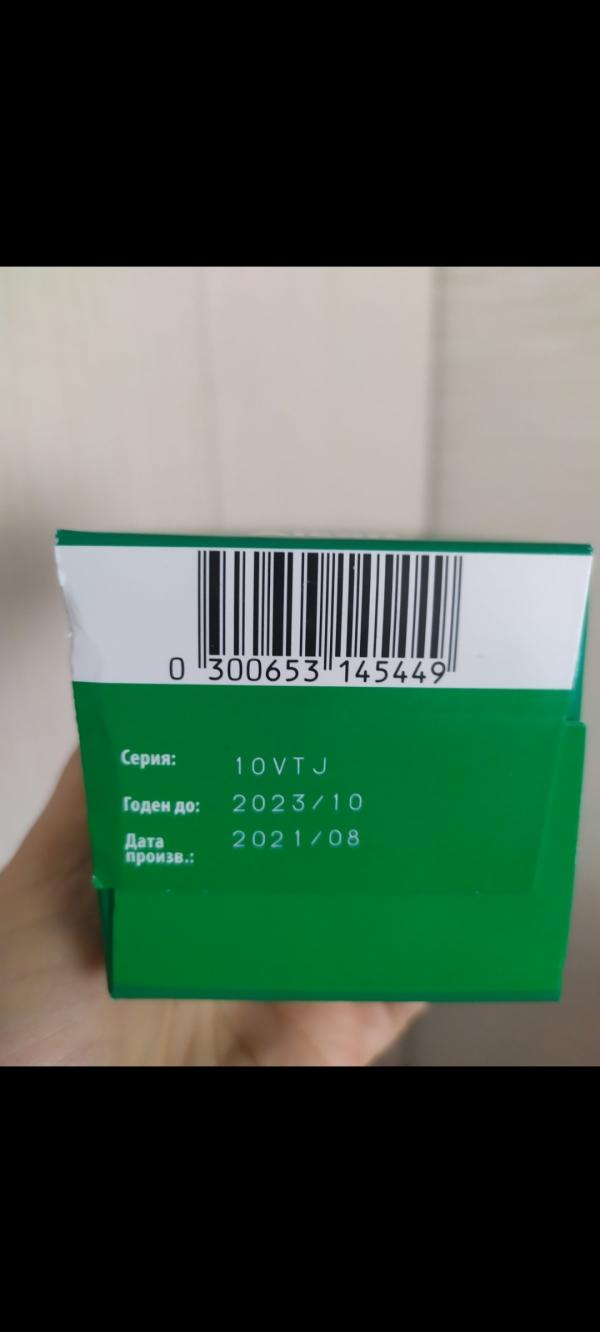 0 300653 145449
Серия: 10VTJ
Годен до: 2023/10
Дата 2021/08
произв.: